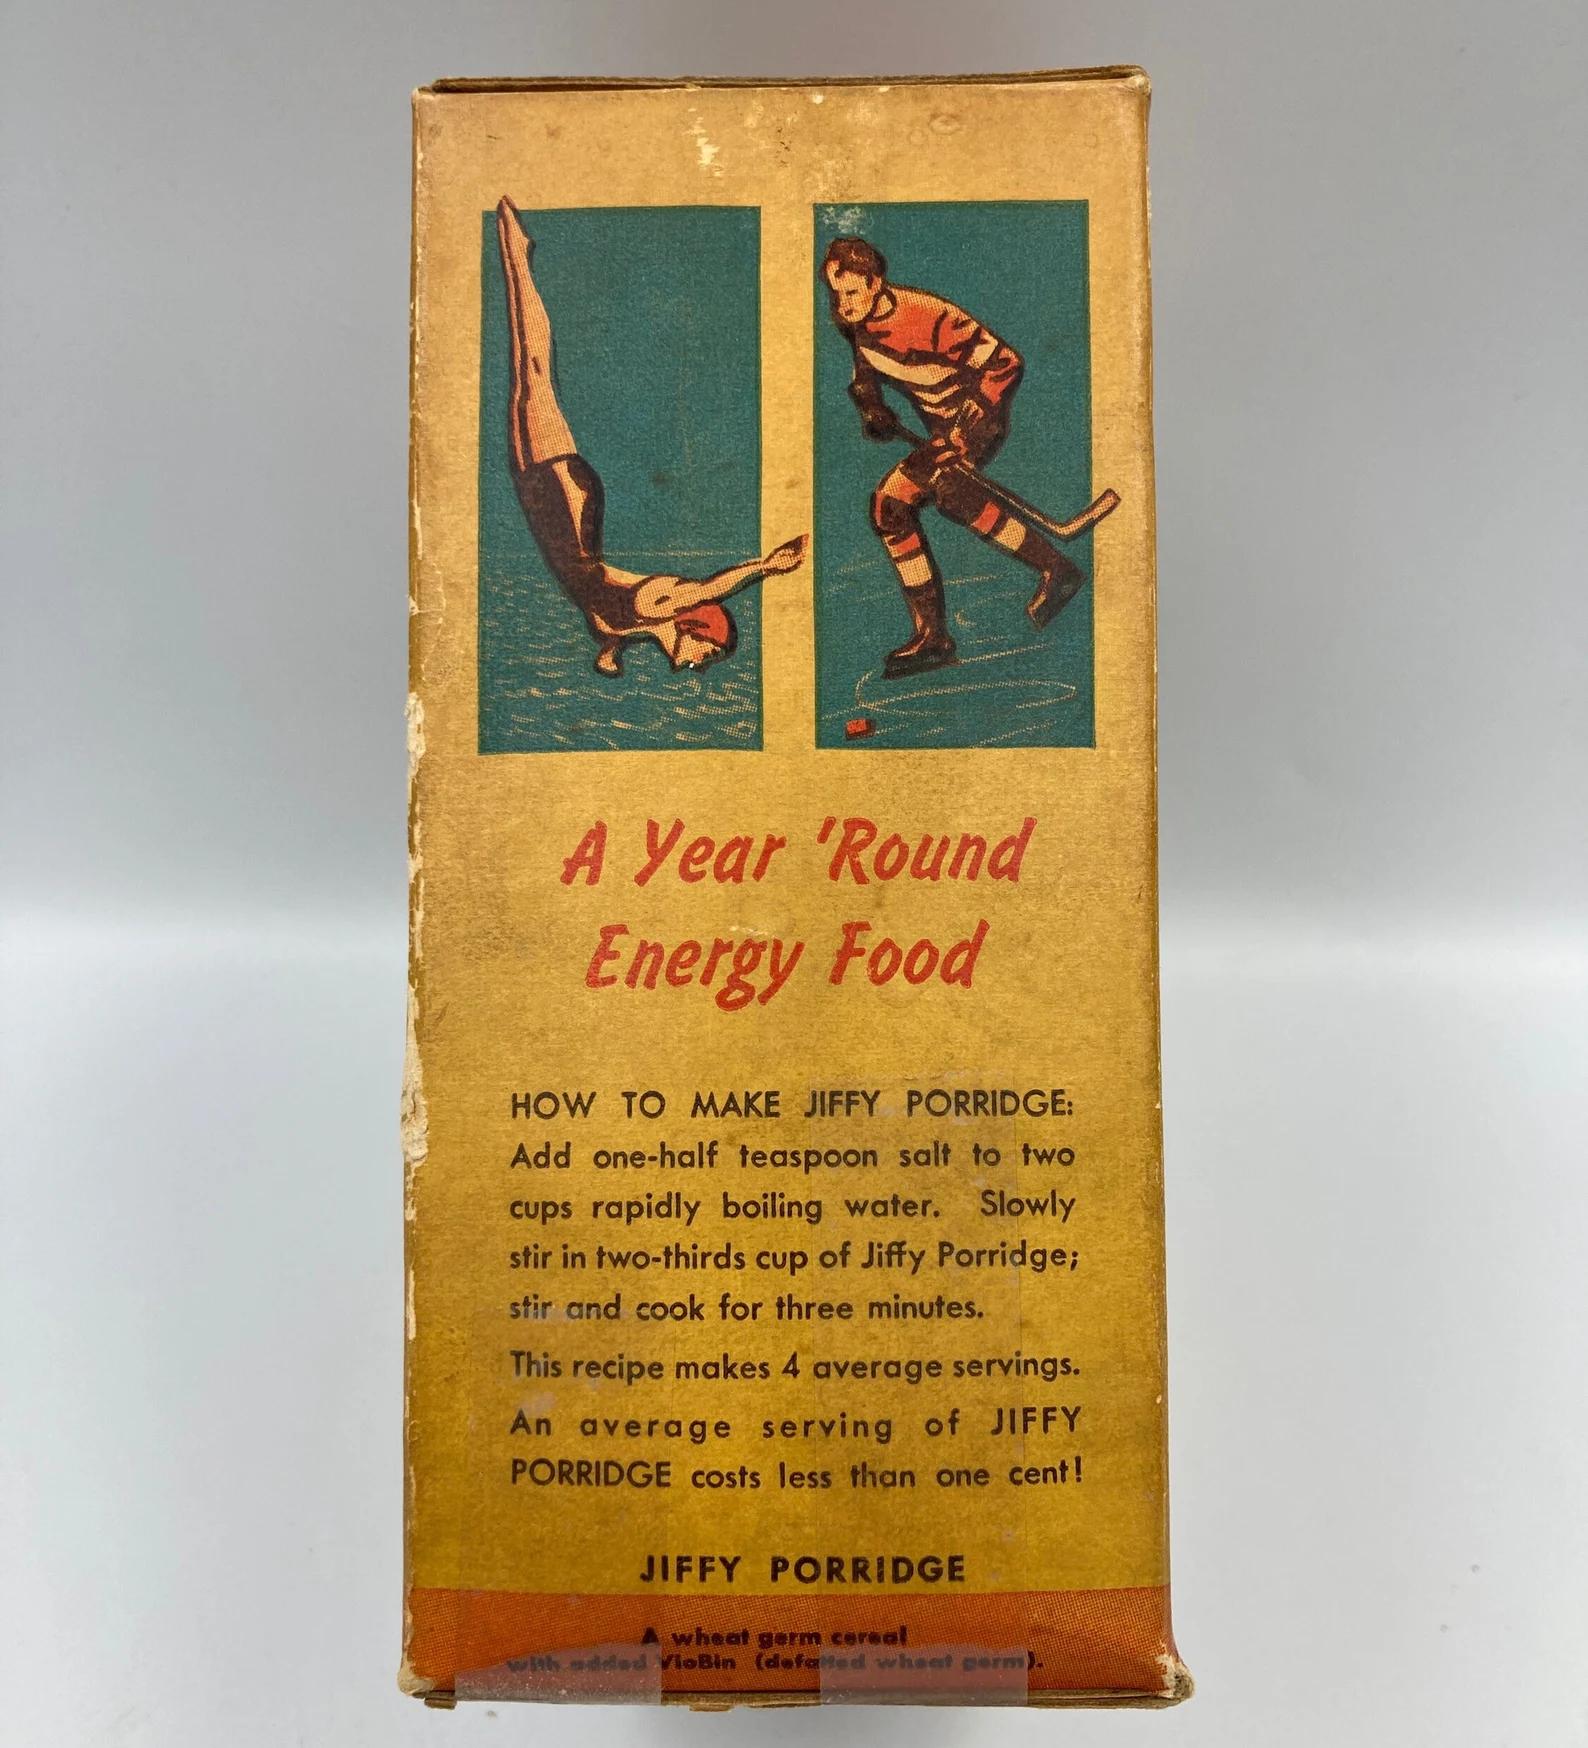 A Year 'Round
Energy Food
HOW TO MAKE JIFFY PORRIDGE:
Add one-half teaspoon salt to two
cups rapidly boiling water. Slowly
stir in two-thirds cup of Jiffy Porridge;
stir and cook for three minutes.
This recipe makes 4 average servings.
An average serving of JIFFY
PORRIDGE costs less than one cent!
JIFFY PORRIDGE
A wheat germ cereal
with added VioBin (defatted wheat germ).